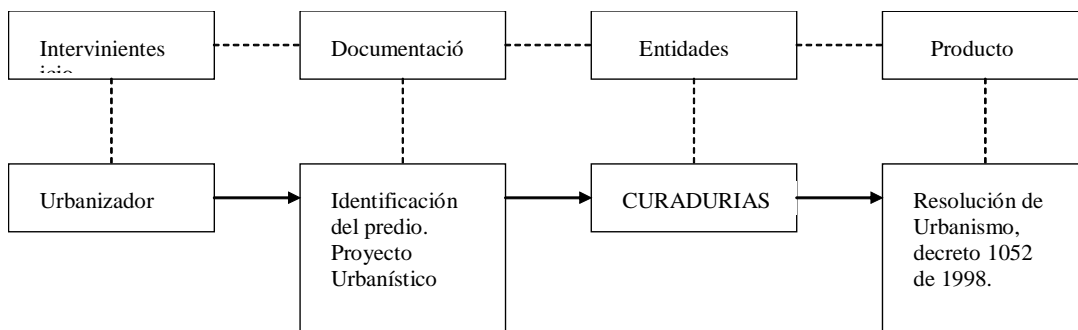 Intervinientes
Documentació
Entidades
Producto
Urbanizador
Identificación
del predio.
Proyecto
Urbanístico
CURADURIAS
Resolución de
Urbanismo,
decreto 1052
de 1998.